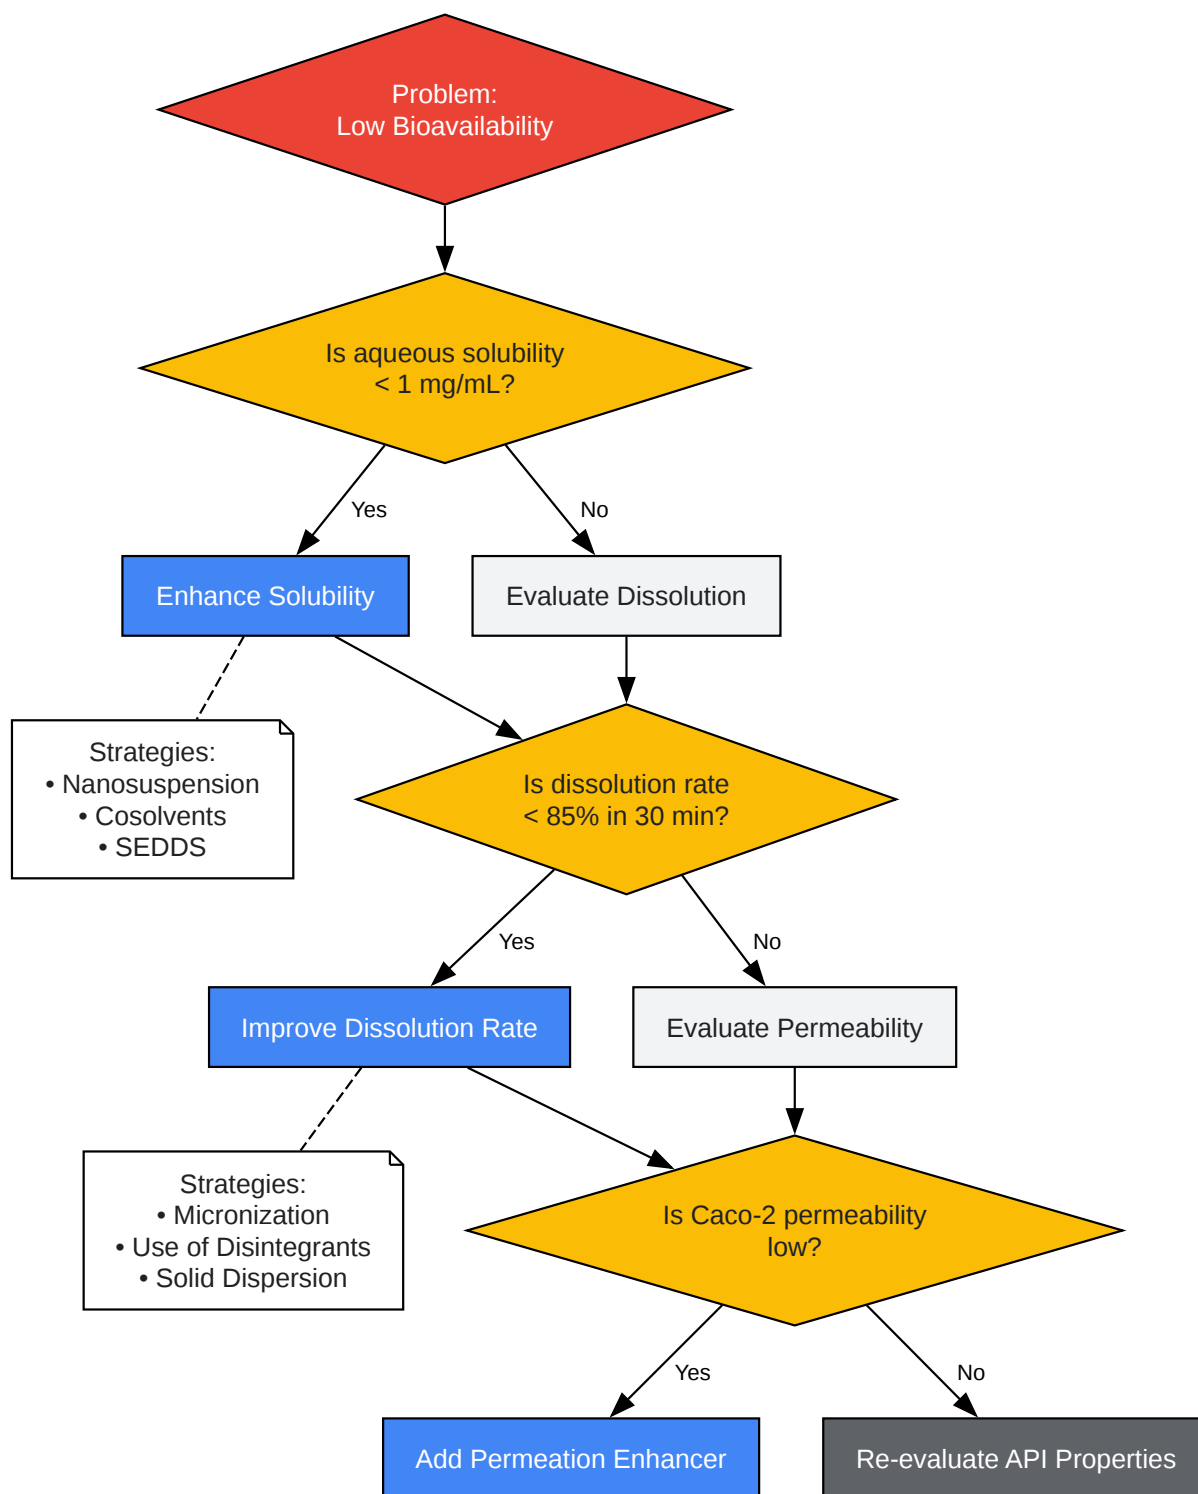 Problem:
Low Bioavailability
Is aqueous solubility
< 1 mg/mL?
Yes
No
Enhance Solubility
Evaluate Dissolution
Strategies:
• Nanosuspension
• Cosolvents
• SEDDS
Is dissolution rate
< 85% in 30 min?
Yes
No
Improve Dissolution Rate
Evaluate Permeability
Strategies:
• Micronization
• Use of Disintegrants
• Solid Dispersion
Is Caco-2 permeability
low?
Yes
No
Add Permeation Enhancer
Re-evaluate API Properties